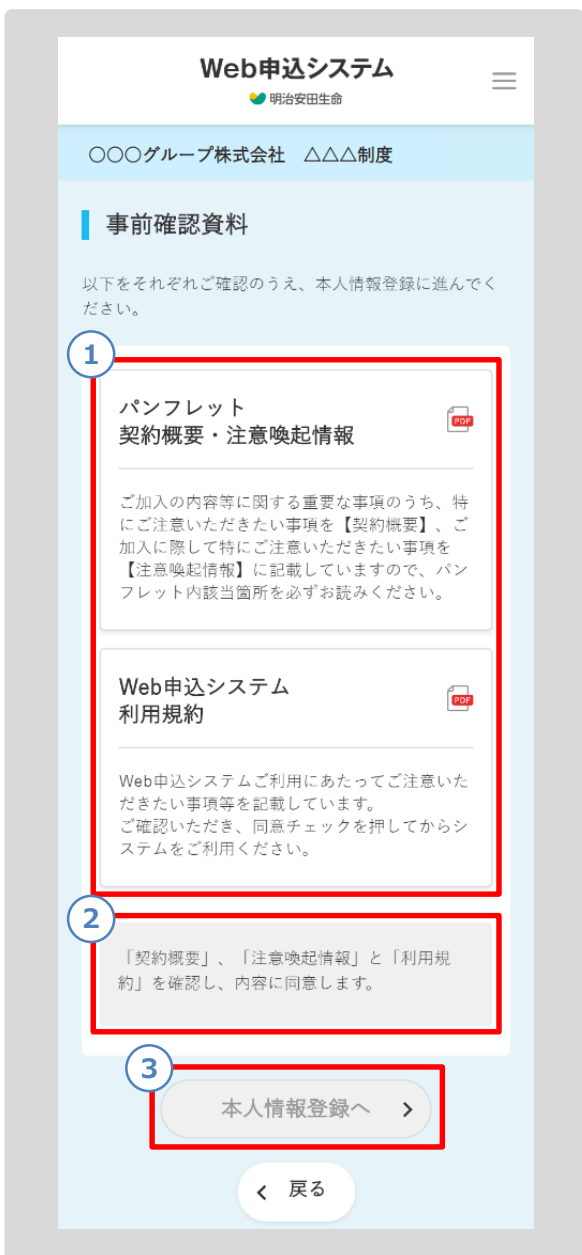 Web申込システム
明治安田生命
○○○グループ株式会社　△△△制度
事前確認資料
以下をそれぞれご確認のうえ、本人情報登録に進んでく
ださい。
1
パンフレット
契約概要・注意喚起情報
PDF
ご加入の内容等に関する重要な事項のうち、特
にご注意いただきたい事項を【契約概要】、ご
加入に際して特にご注意いただきたい事項を
【注意喚起情報】に記載していますので、パン
フレット内該当箇所を必ずお読みください。
Web申込システム
利用規約
PDF
Web申込システムご利用にあたってご注意いた
だきたい事項等を記載しています。
ご確認いただき、同意チェックを押してからシ
ステムをご利用ください。
2
「契約概要」、「注意喚起情報」と「利用規
約」を確認し、内容に同意します。
3
本人情報登録へ
戻る